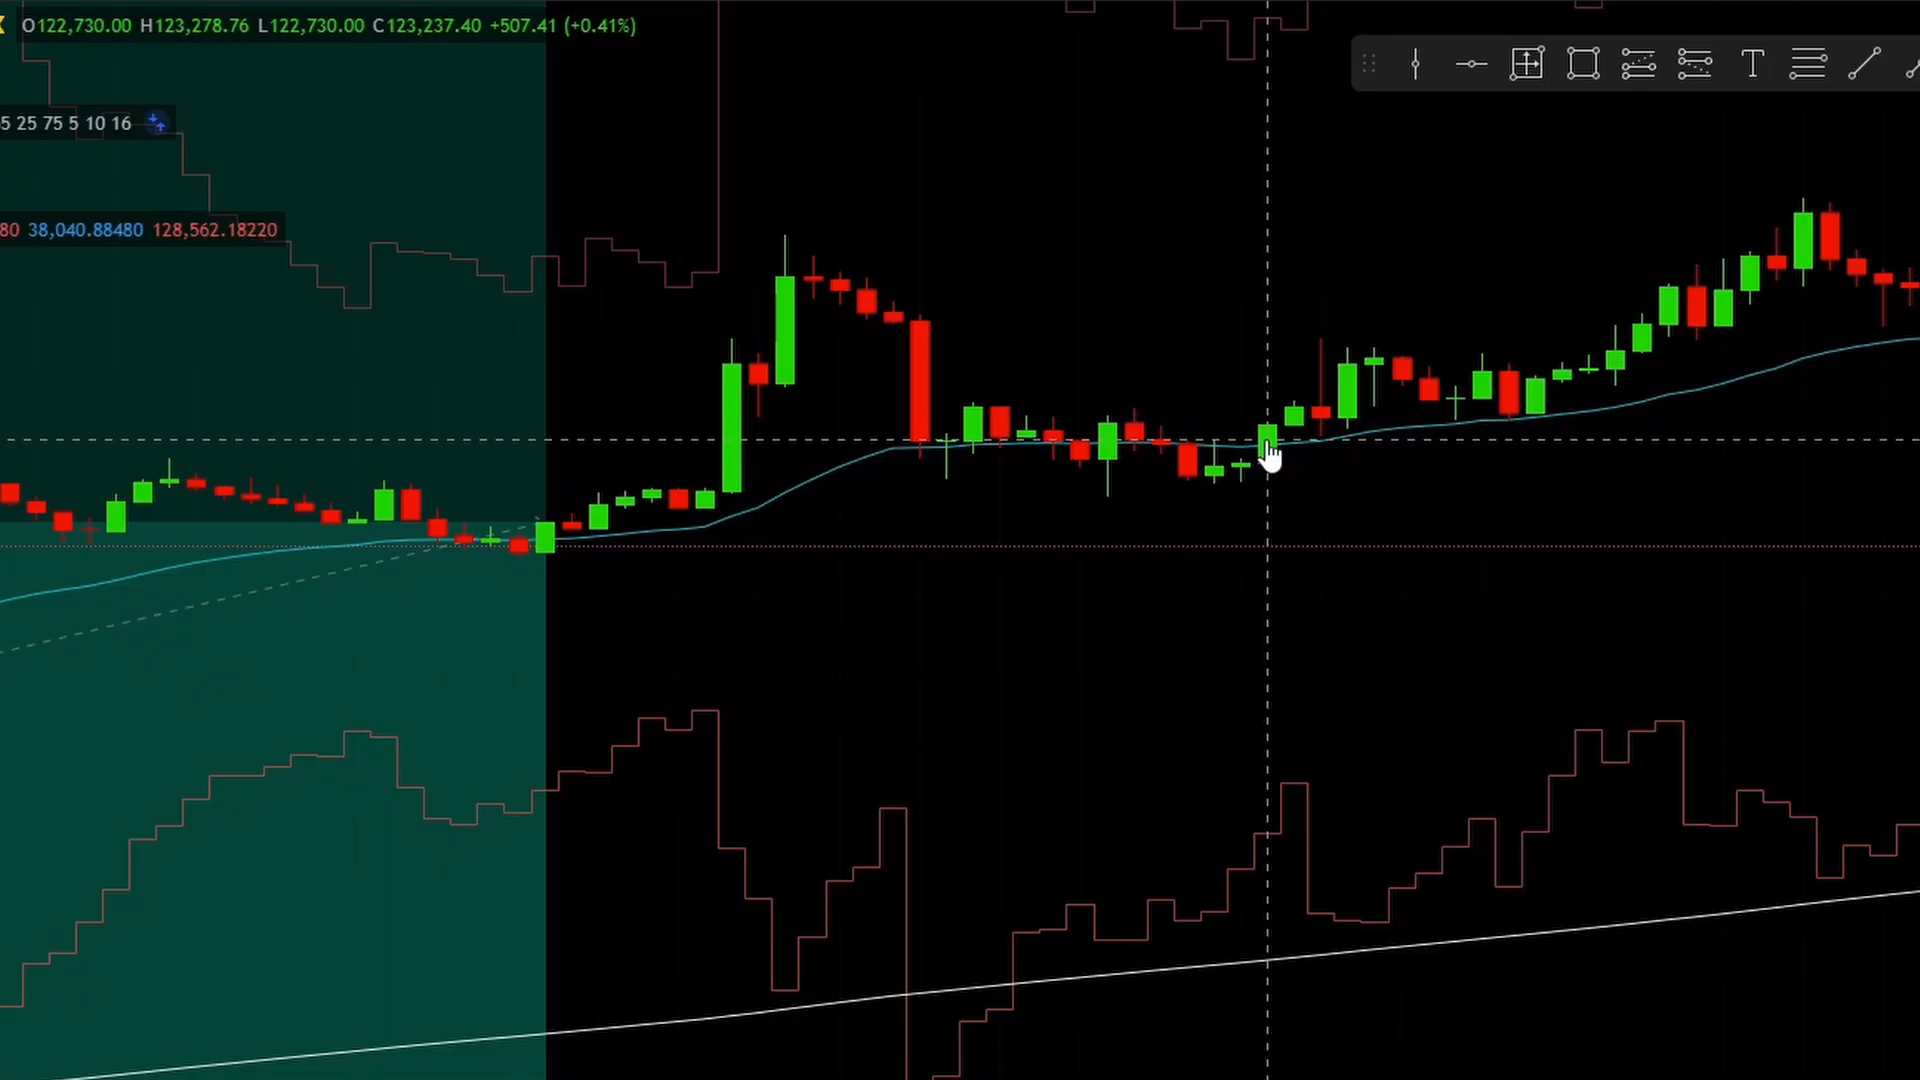 O122,730.00 H123,278.76 L122,730.00 C123,237.40 +507.41 (+0.41%)
5 25 75 5 10 16
80 38,040.88480 128,562.18220
T